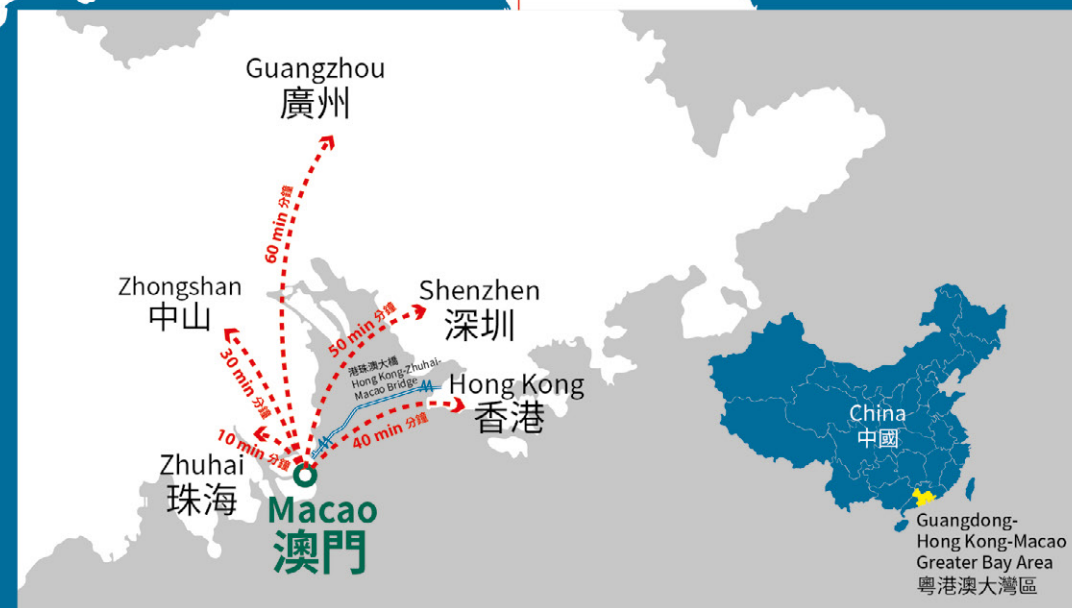 Guangzhou
廣州
60 min 分鐘
Zhongshan
中山
30 min 分鐘
Shenzhen
深圳
50 min 分鐘
港珠澳大橋
Hong Kong-Zhuhai-
Macao Bridge
Hong Kong
香港
40 min 分鐘
10 min 分鐘
Zhuhai
珠海
Macao
澳門
China
中國
Guangdong-
Hong Kong-Macao
Greater Bay Area
粵港澳大灣區